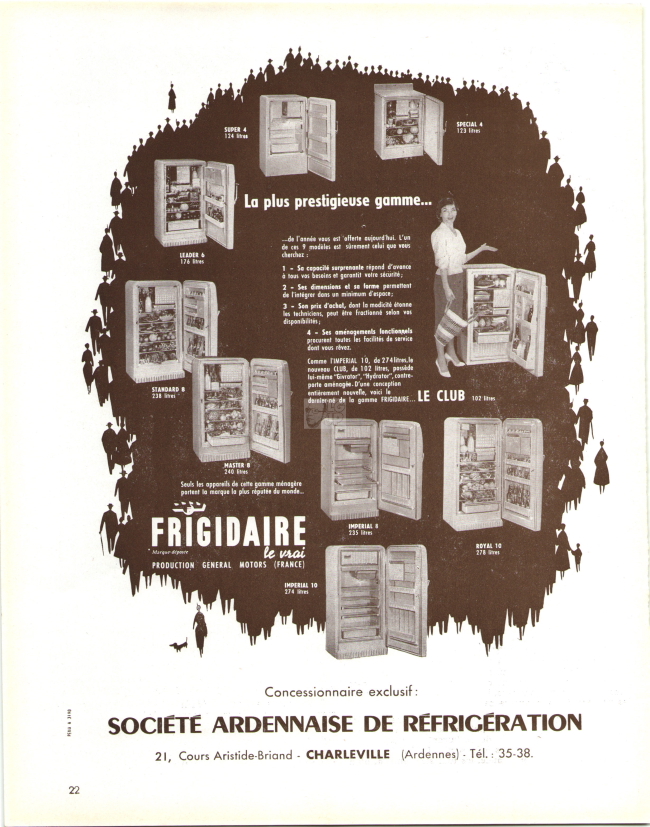 SUPER 4
124 litres
SPECIAL 4
123 litres
La plus prestigieuse gamme...
LEADER 6
176 litres
...de l'année vous est offerte aujourd'hui. L'un
de ces 9 modèles est sûrement celui que vous
cherchez :
1 - Sa capacité surprenante répond d'avance
à tous vos besoins et garantit votre sécurité;
2 - Ses dimensions et sa forme permettent
de l'intégrer dans un minimum d'espace;
3 - Son prix d'achat, dont la modicité étonne
les techniciens, peut être fractionné selon vos
disponibilités;
4 - Ses aménagements fonctionnels
procurent toutes les facilités de service
dont vous rêvez.
Comme l'IMPERIAL 10, de 274 litres, le
nouveau CLUB, de 102 litres, possède
lui-même "Givrator", "Hydrator", contre-
porte aménagée. D'une conception
entièrement nouvelle, voici le
dernier-né de la gamme FRIGIDAIRE...
LE CLUB 102 litres
STANDARD 8
238 litres
MASTER 8
240 litres
Seuls les appareils de cette gamme ménagère
portent la marque la plus réputée du monde...
FRIGIDAIRE
Marque déposée
le vrai
PRODUCTION GENERAL MOTORS (FRANCE)
IMPERIAL 8
235 litres
ROYAL 10
278 litres
IMPERIAL 10
274 litres
Concessionnaire exclusif :
SOCIÉTÉ ARDENNAISE DE RÉFRIGÉRATION
21, Cours Aristide-Briand - CHARLEVILLE (Ardennes) - Tél. : 35-38.
22